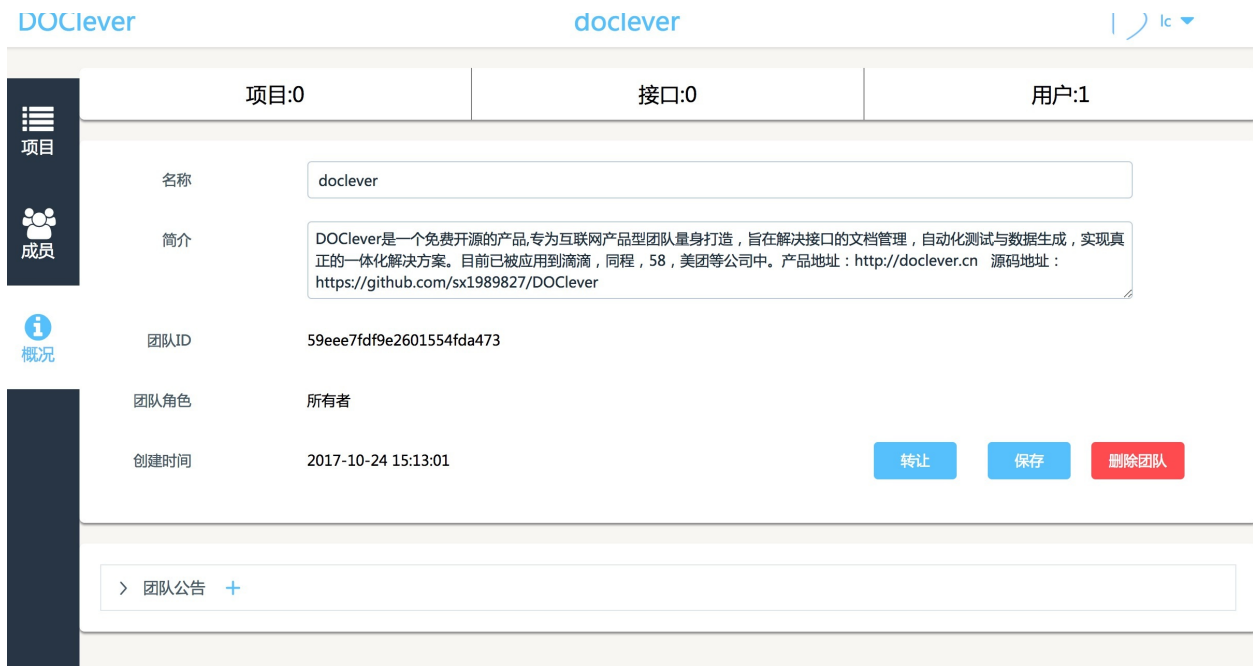 DOClever
doclever
lc
项目:0
接口:0
用户:1
项目
成员
概况
名称
doclever
简介
DOClever是一个免费开源的产品,专为互联网产品型团队量身打造，旨在解决接口的文档管理，自动化测试与数据生成，实现真
正的一体化解决方案。目前已被应用到滴滴，同程，58，美团等公司中。产品地址：http://doclever.cn 源码地址：
https://github.com/sx1989827/DOClever
团队ID
59eee7fdf9e2601554fda473
团队角色
所有者
创建时间
2017-10-24 15:13:01
转让
保存
删除团队
团队公告 +